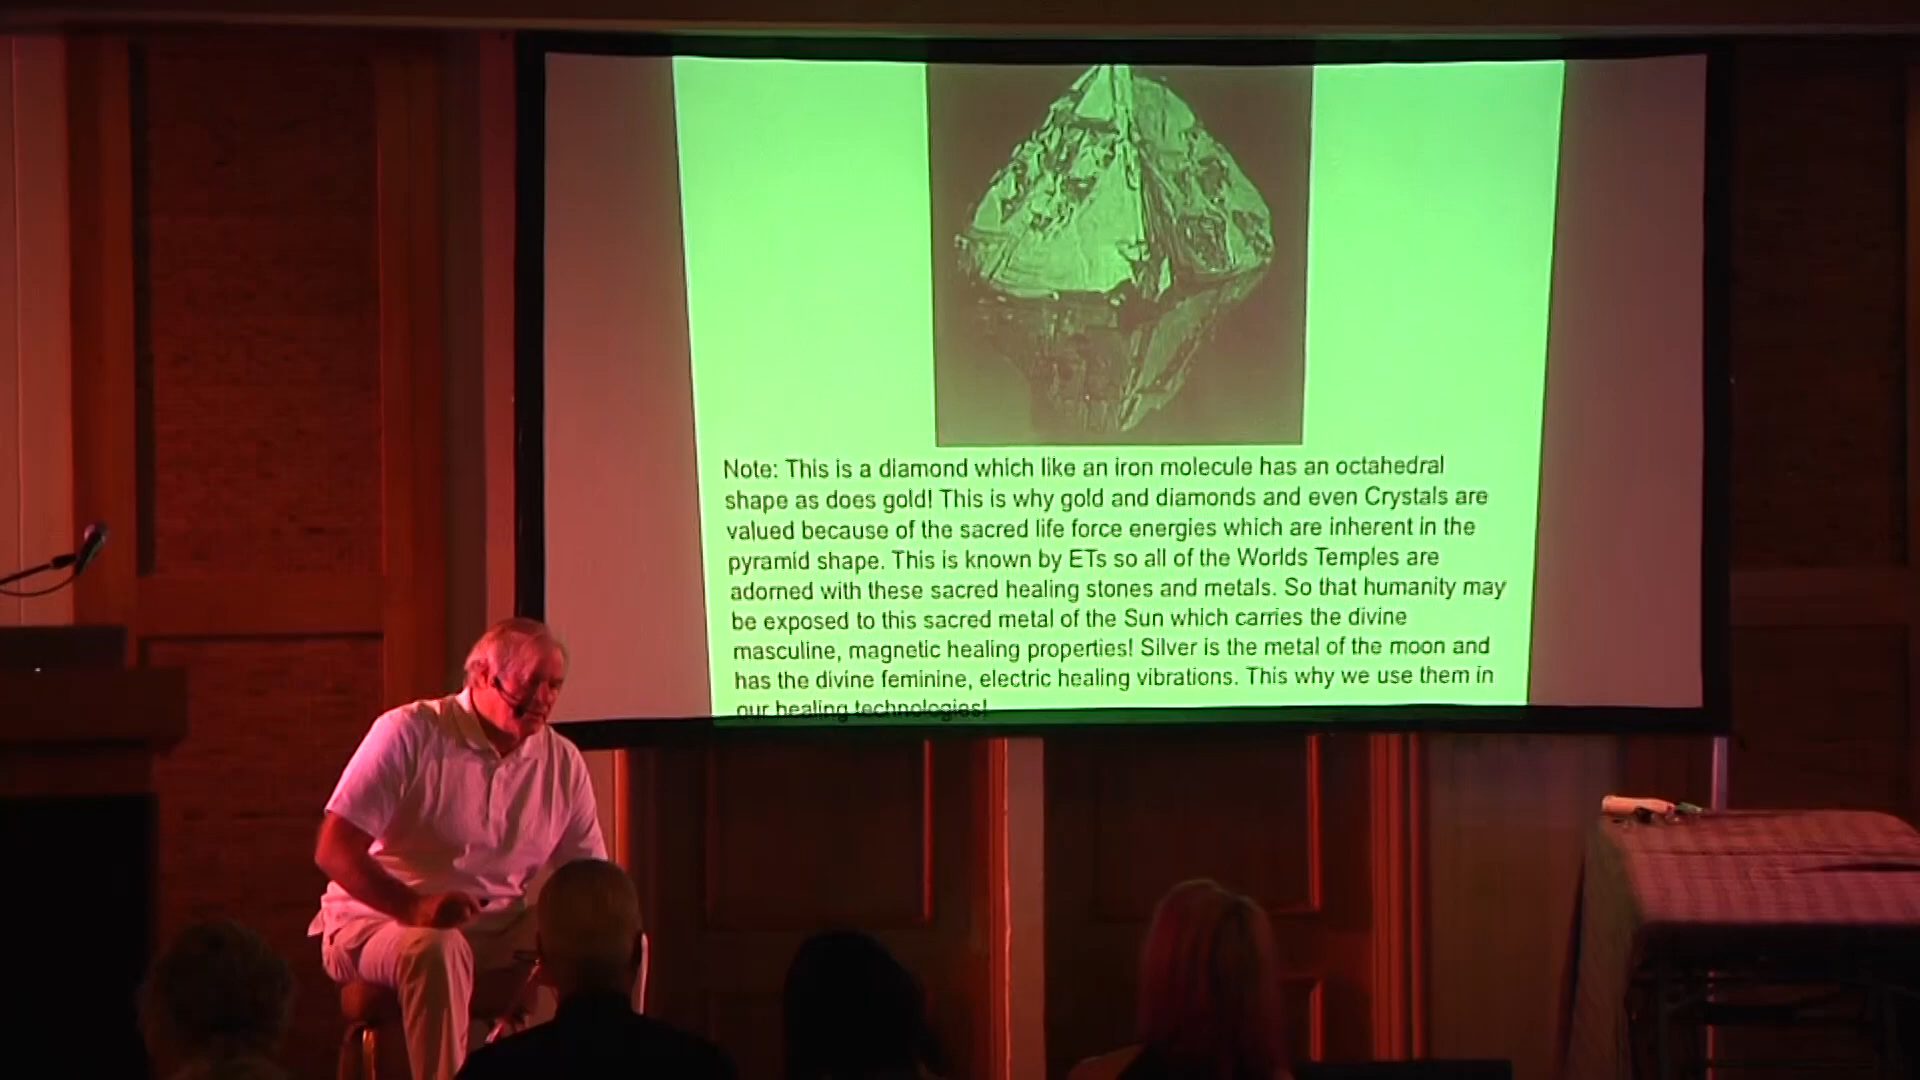 Note: This is a diamond which like an iron molecule has an octahedral
shape as does gold! This is why gold and diamonds and even Crystals are
valued because of the sacred life force energies which are inherent in the
pyramid shape. This is known by ETs so all of the Worlds Temples are
adorned with these sacred healing stones and metals. So that humanity may
be exposed to this sacred metal of the Sun which carries the divine
masculine, magnetic healing properties! Silver is the metal of the moon and
has the divine feminine, electric healing vibrations. This why we use them in
our healing technologies!